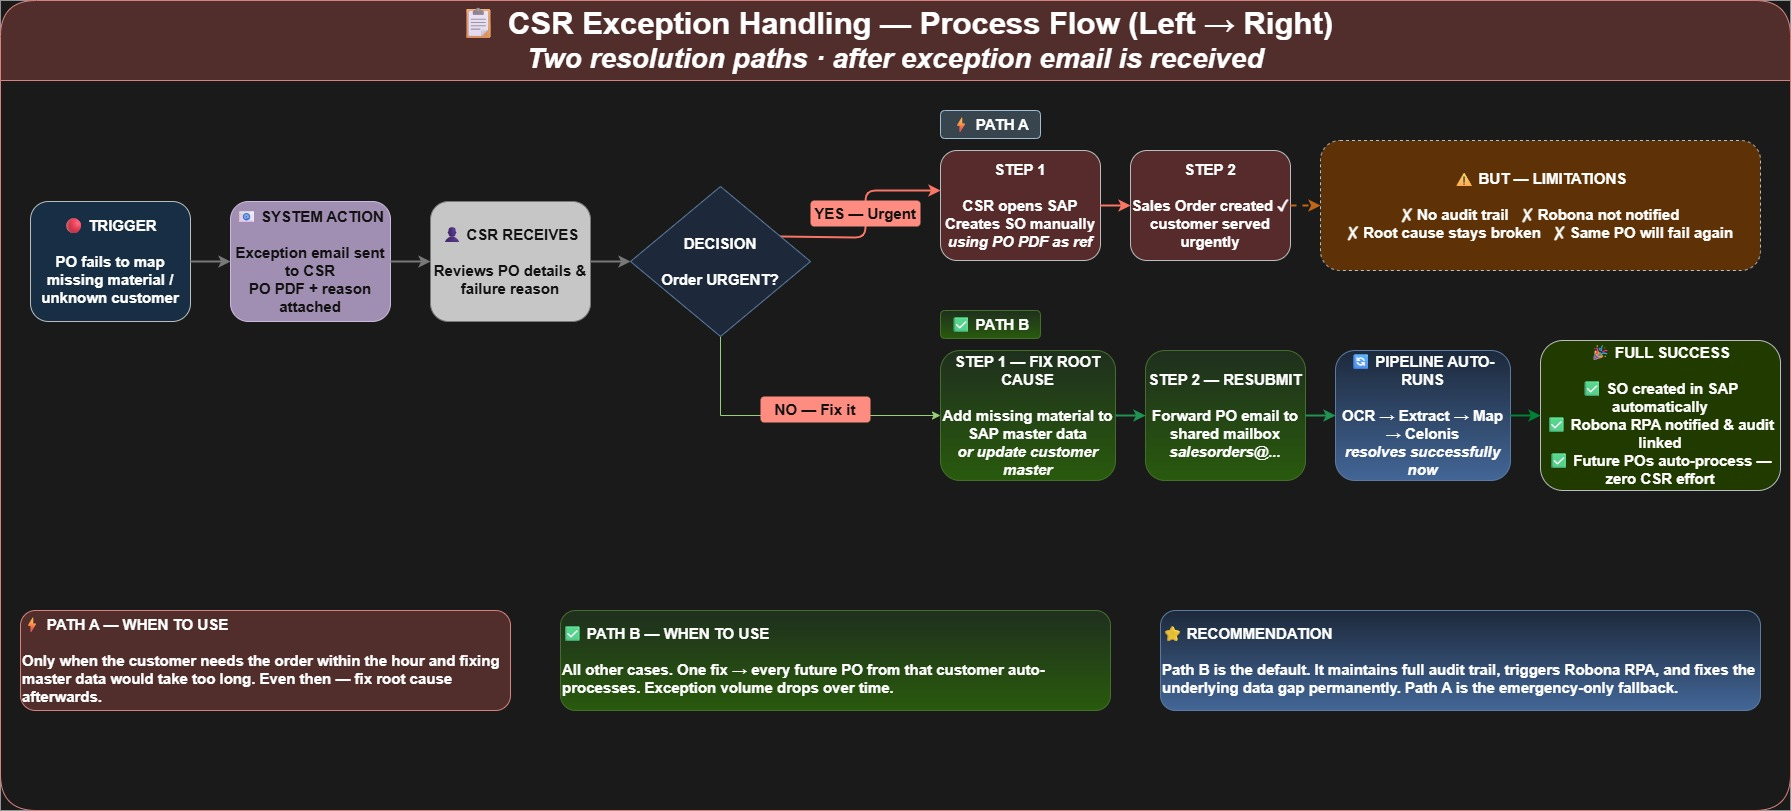 📋 CSR Exception Handling — Process Flow (Left → Right)
Two resolution paths · after exception email is received
🔴 TRIGGER
PO fails to map
missing material /
unknown customer
📧 SYSTEM ACTION
Exception email sent
to CSR
PO PDF + reason
attached
👤 CSR RECEIVES
Reviews PO details &
failure reason
DECISION
Order URGENT?
YES — Urgent
⚡ PATH A
STEP 1
CSR opens SAP
Creates SO manually
using PO PDF as ref
STEP 2
Sales Order created ✓
customer served
urgently
⚠️ BUT — LIMITATIONS
✗ No audit trail ✗ Robona not notified
✗ Root cause stays broken ✗ Same PO will fail again
NO — Fix it
✅ PATH B
STEP 1 — FIX ROOT
CAUSE
Add missing material to
SAP master data
or update customer
master
STEP 2 — RESUBMIT
Forward PO email to
shared mailbox
salesorders@...
🔄 PIPELINE AUTO-
RUNS
OCR → Extract → Map
→ Celonis
resolves successfully
now
🎉 FULL SUCCESS
✅ SO created in SAP
automatically
✅ Robona RPA notified & audit
linked
✅ Future POs auto-process —
zero CSR effort
⚡ PATH A — WHEN TO USE
Only when the customer needs the order within the hour and fixing
master data would take too long. Even then — fix root cause
afterwards.
✅ PATH B — WHEN TO USE
All other cases. One fix → every future PO from that customer auto-
processes. Exception volume drops over time.
⭐ RECOMMENDATION
Path B is the default. It maintains full audit trail, triggers Robona RPA, and fixes the
underlying data gap permanently. Path A is the emergency-only fallback.